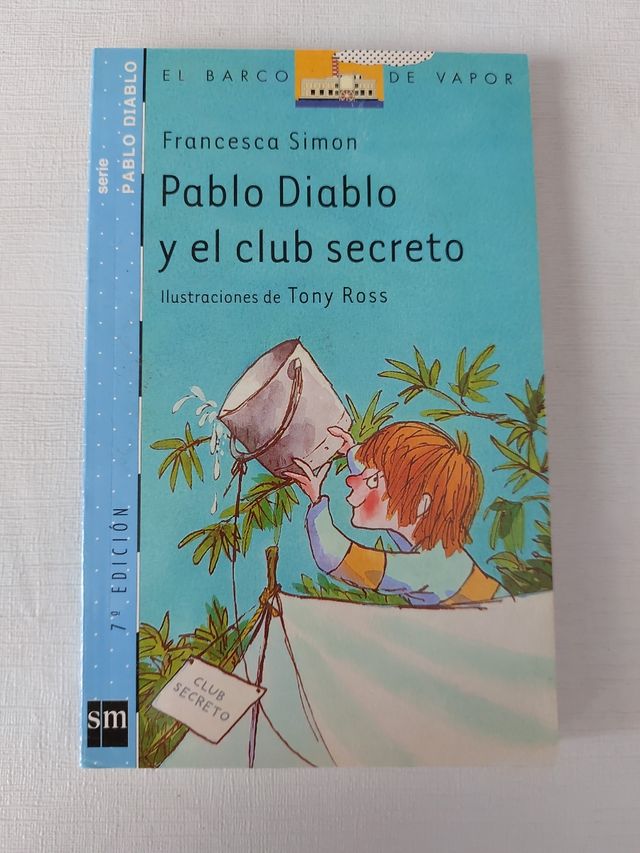 EL BARCO DE VAPOR
Francesca Simon
Pablo Diablo
y el club secreto
Ilustraciones de Tony Ross
serie
PABLO DIABLO
7ª EDICIÓN
CLUB
SECRETO
sm